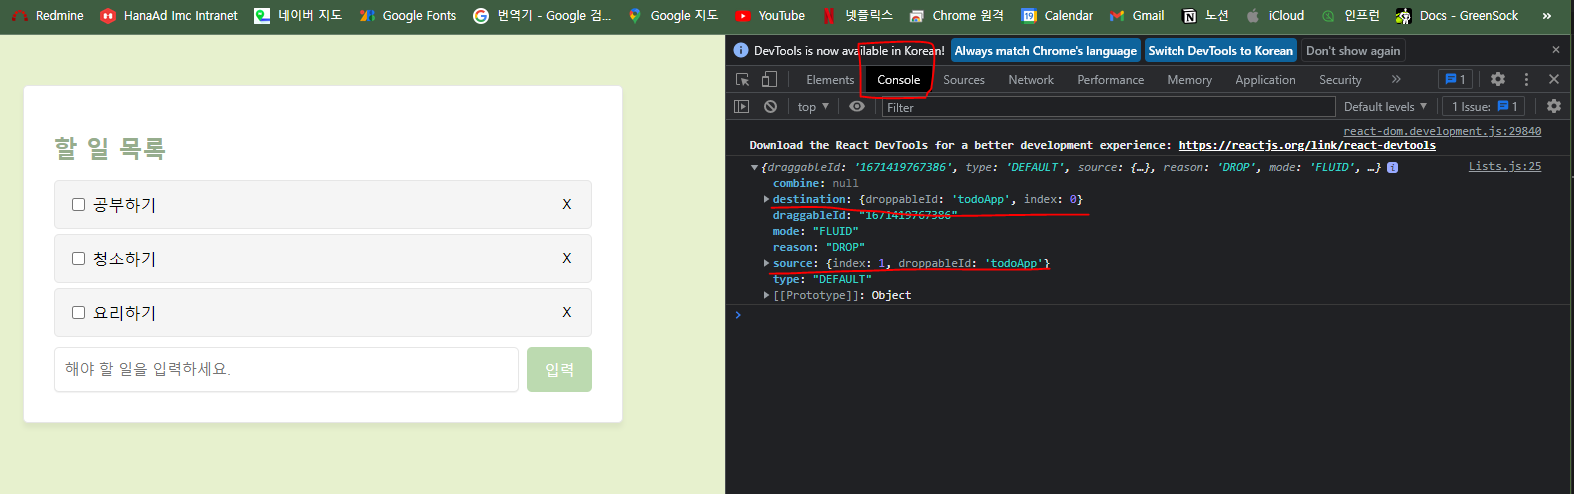 Redmine HanaAd Imc Intranet 네이버 지도 Google Fonts 번역기 - Google 검... Google 지도 YouTube 넷플릭스 Chrome 원격 Calendar Gmail 노션 iCloud 인프런 Docs - GreenSock »
할 일 목록
공부하기 X
청소하기 X
요리하기 X
해야 할 일을 입력하세요. 입력
DevTools is now available in Korean! Always match Chrome's language Switch DevTools to Korean Don't show again ×
Elements Console Sources Network Performance Memory Application Security » 1
top ▼ Filter Default levels ▼ 1 Issue: 1
react-dom.development.js:29840
Download the React DevTools for a better development experience: https://reactjs.org/link/react-devtools
▼{draggableId: '1671419767386', type: 'DEFAULT', source: {…}, reason: 'DROP', mode: 'FLUID', …} i Lists.js:25
combine: null
▶destination: {droppableId: 'todoApp', index: 0}
draggableId: "1671419767386"
mode: "FLUID"
reason: "DROP"
▶source: {index: 1, droppableId: 'todoApp'}
type: "DEFAULT"
▶[[Prototype]]: Object